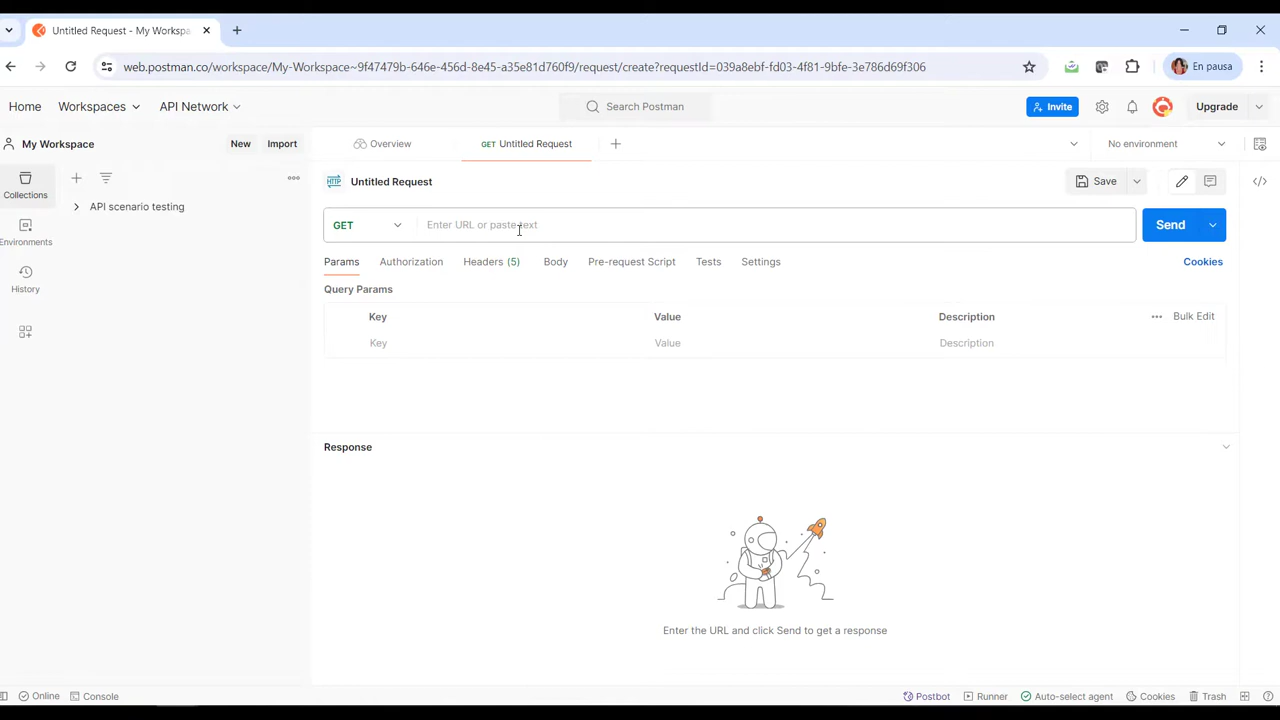 Untitled Request - My Workspa
web.postman.co/workspace/My-Workspace~9f47479b-646e-456d-8e45-a35e81d760f9/request/create?requestId=039a8ebf-fd03-4f81-9bfe-3e786d69f306
En pausa
Home
Workspaces
API Network
Search Postman
Invite
Upgrade
My Workspace
New
Import
Overview
GET Untitled Request
No environment
Collections
API scenario testing
HTTP
Untitled Request
Save
Environments
GET
Enter URL or paste text
Send
History
Params
Authorization
Headers (5)
Body
Pre-request Script
Tests
Settings
Cookies
Query Params
Key
Value
Description
Bulk Edit
Key
Value
Description
Response
Enter the URL and click Send to get a response
Online
Console
Postbot
Runner
Auto-select agent
Cookies
Trash